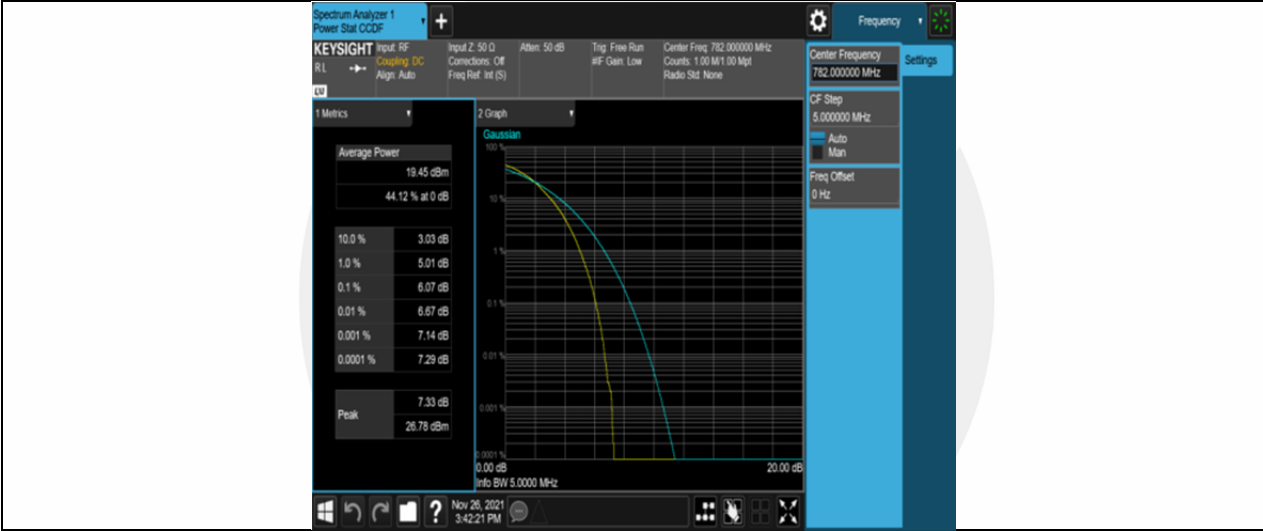 Spectrum Analyzer 1
Power Stat CCDF
+
Frequency
KEYSIGHT
RL
LV
Input: RF
Coupling: DC
Align: Auto
Input Z: 50 Ω
Corrections: Off
Freq Ref: Int (S)
Atten: 50 dB
Trig: Free Run
#IF Gain: Low
Center Freq: 782.000000 MHz
Counts: 1.00 M/1.00 Mpt
Radio Std: None
Center Frequency
782.000000 MHz
Settings
CF Step
5.000000 MHz
Auto
Man
Freq Offset
0 Hz
1 Metrics
Average Power
19.45 dBm
44.12 % at 0 dB
10.0 % 3.03 dB
1.0 % 5.01 dB
0.1 % 6.07 dB
0.01 % 6.67 dB
0.001 % 7.14 dB
0.0001 % 7.29 dB
Peak
7.33 dB
26.78 dBm
2 Graph
Gaussian
100 %
10 %
1 %
0.1 %
0.01 %
0.001 %
0.0001 %
0.00 dB 20.00 dB
Info BW 5.0000 MHz
?
Nov 26, 2021
3:42:21 PM